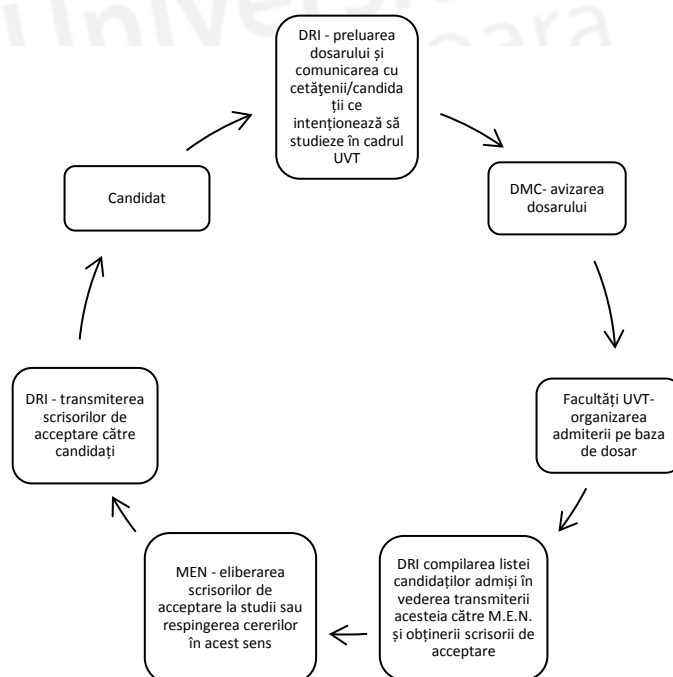 DRI - preluarea
dosarului și
comunicarea cu
cetăţenii/candida
ții ce
intenționează să
studieze în cadrul
UVT
DMC- avizarea
dosarului
Facultăți UVT-
organizarea
admiterii pe baza
de dosar
DRI compilarea listei
candidaților admiși în
vederea transmiterii
acesteia către M.E.N.
și obținerii scrisorii de
acceptare
MEN - eliberarea
scrisorilor de
acceptare la studii sau
respingerea cererilor
în acest sens
DRI - transmiterea
scrisorilor de
acceptare către
candidați
Candidat